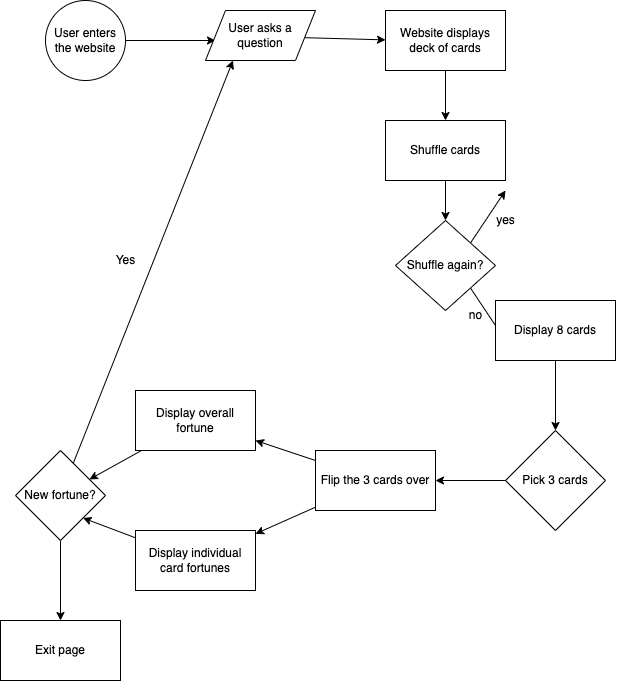 User enters
the website
User asks a
question
Website displays
deck of cards
Shuffle cards
yes
Shuffle again?
no
Display 8 cards
Yes
Display overall
fortune
New fortune?
Flip the 3 cards over
Pick 3 cards
Display individual
card fortunes
Exit page